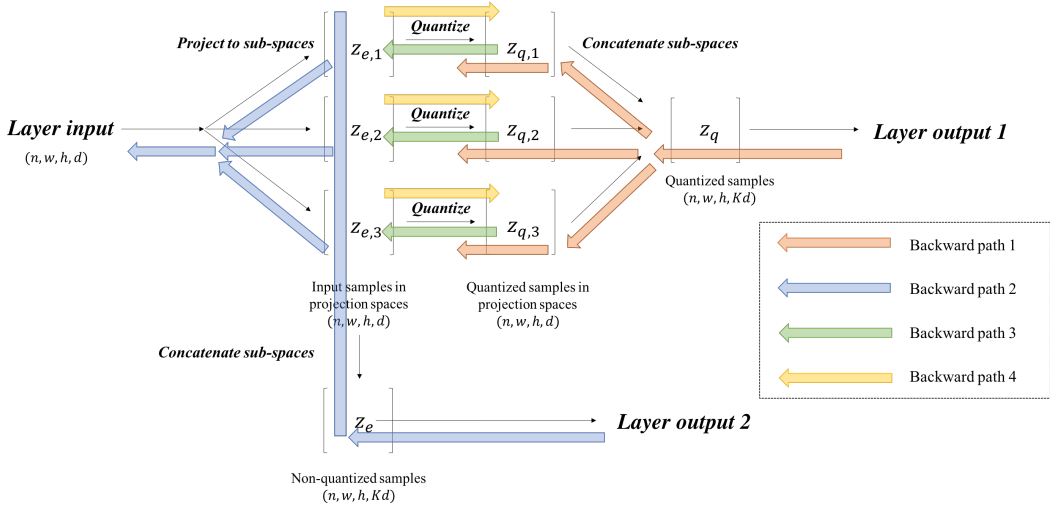 Project to sub-spaces
Quantize
z_{e,1}
z_{q,1}
Concatenate sub-spaces
Layer input
(n, w, h, d)
Quantize
z_{e,2}
z_{q,2}
z_q
Layer output 1
Quantized samples
(n, w, h, Kd)
Quantize
z_{e,3}
z_{q,3}
Input samples in
projection spaces
(n, w, h, d)
Quantized samples in
projection spaces
(n, w, h, d)
Backward path 1
Backward path 2
Backward path 3
Backward path 4
Concatenate sub-spaces
z_e
Layer output 2
Non-quantized samples
(n, w, h, Kd)